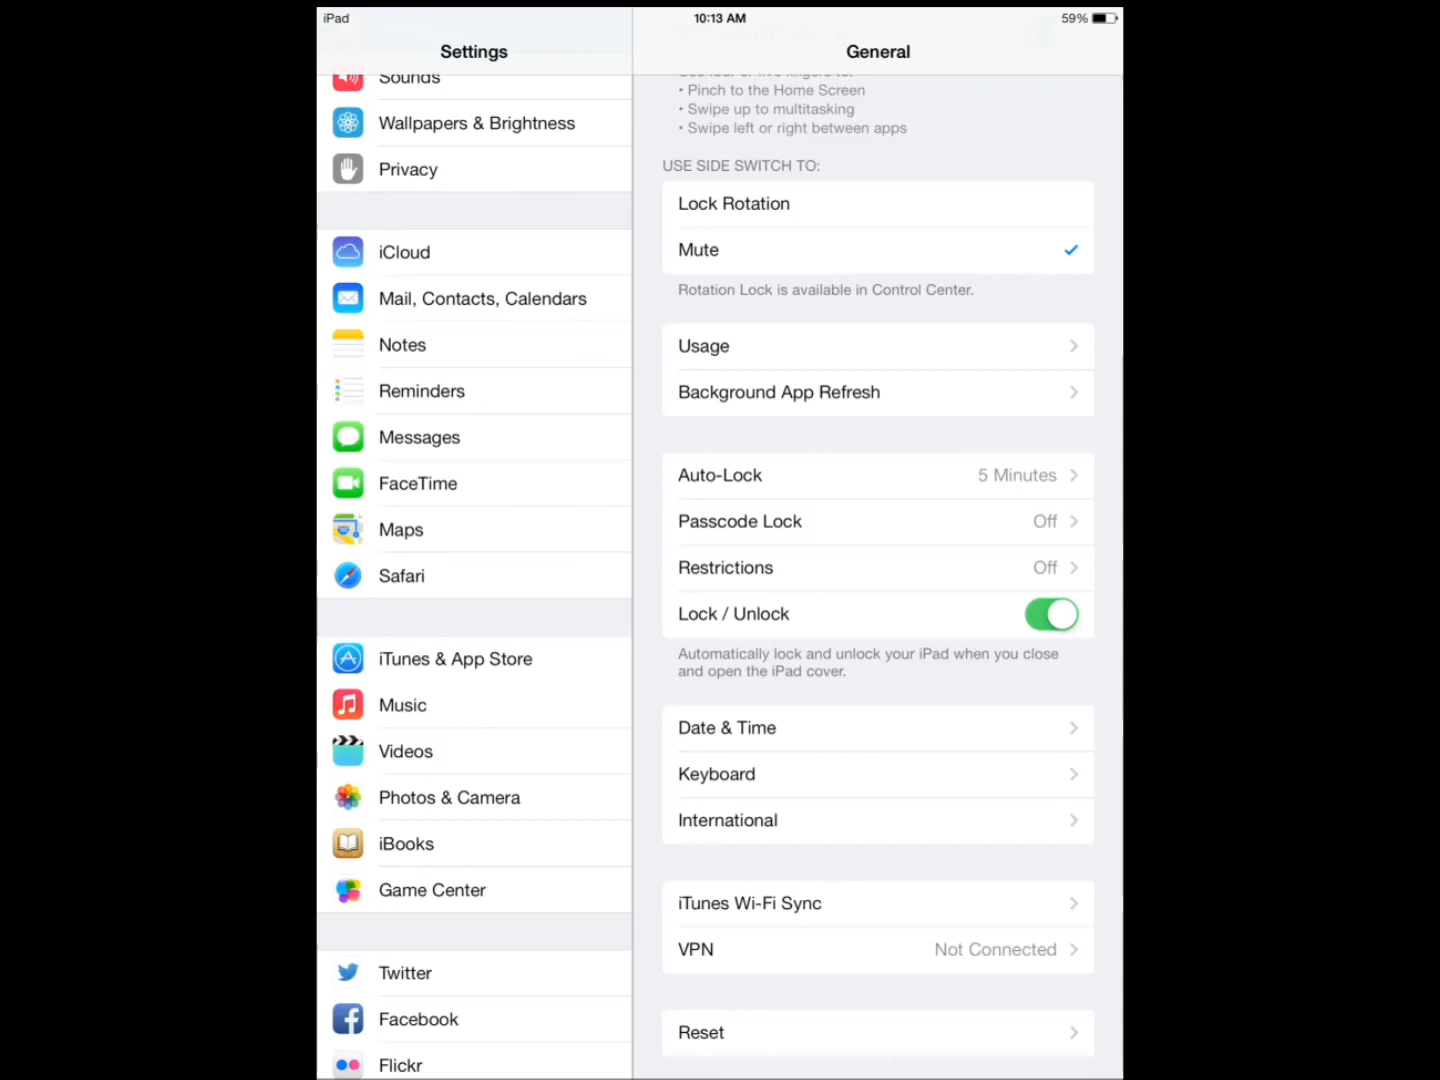 iPad
10:13 AM
59%
Settings
General
Sounds
Wallpapers & Brightness
Privacy
iCloud
Mail, Contacts, Calendars
Notes
Reminders
Messages
FaceTime
Maps
Safari
iTunes & App Store
Music
Videos
Photos & Camera
iBooks
Game Center
Twitter
Facebook
Flickr
• Pinch to the Home Screen
• Swipe up to multitasking
• Swipe left or right between apps
USE SIDE SWITCH TO:
Lock Rotation
Mute
Rotation Lock is available in Control Center.
Usage
Background App Refresh
Auto-Lock 5 Minutes
Passcode Lock Off
Restrictions Off
Lock / Unlock
Automatically lock and unlock your iPad when you close
and open the iPad cover.
Date & Time
Keyboard
International
iTunes Wi-Fi Sync
VPN Not Connected
Reset